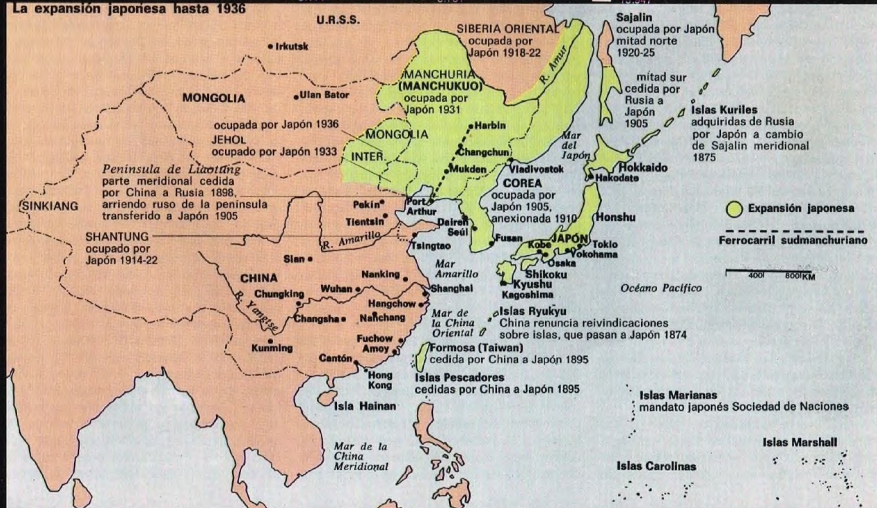 La expansión japonesa hasta 1936
U.R.S.S.
Irkutsk
SIBERIA ORIENTAL
ocupada por
Japón 1918-22
R. Amur
Sajalin
ocupada por Japón
mitad norte
1920-25
mitad sur
cedida por
Rusia a
Japón
1905
Islas Kuriles
adquiridas de Rusia
por Japón a cambio
de Sajalin meridional
1875
MANCHURIA
(MANCHUKUO)
ocupada por
Japón 1931
MONGOLIA
Ulan Bator
ocupada por Japón 1936
JEHOL
ocupado por Japón 1933
MONGOLIA
INTER.
Harbin
Changchun
Mukden
Vladivostok
Mar
del
Japón
Hokkaido
Hakodate
Península de Liaotung
parte meridional cedida
por China a Rusia 1898,
arriendo ruso de la península
transferido a Japón 1905
SINKIANG
Pekin
Tientsin
Port
Arthur
Dairen
Seúl
COREA
ocupada por
Japón 1905,
anexionada 1910
Fusan
Honshu
Kobe
JAPÓN
Tokio
Yokohama
Osaka
Shikoku
Kyushu
Kagoshima
Expansión japonesa
Ferrocarril sudmanchuriano
400 800 KM
SHANTUNG
ocupado por
Japón 1914-22
R. Amarillo
Tsingtao
Mar
Amarillo
Sian
CHINA
Chungking
R. Yangtse
Wuhan
Nanking
Shanghai
Hangchow
Changsha
Nanchang
Kunming
Fuchow
Amoy
Cantón
Hong
Kong
Isla Hainan
Mar de
la China
Oriental
Océano Pacífico
Islas Ryukyu
China renuncia reivindicaciones
sobre islas, que pasan a Japón 1874
Formosa (Taiwan)
cedida por China a Japón 1895
Islas Pescadores
cedidas por China a Japón 1895
Mar de la
China
Meridional
Islas Marianas
mandato japonés Sociedad de Naciones
Islas Marshall
Islas Carolinas